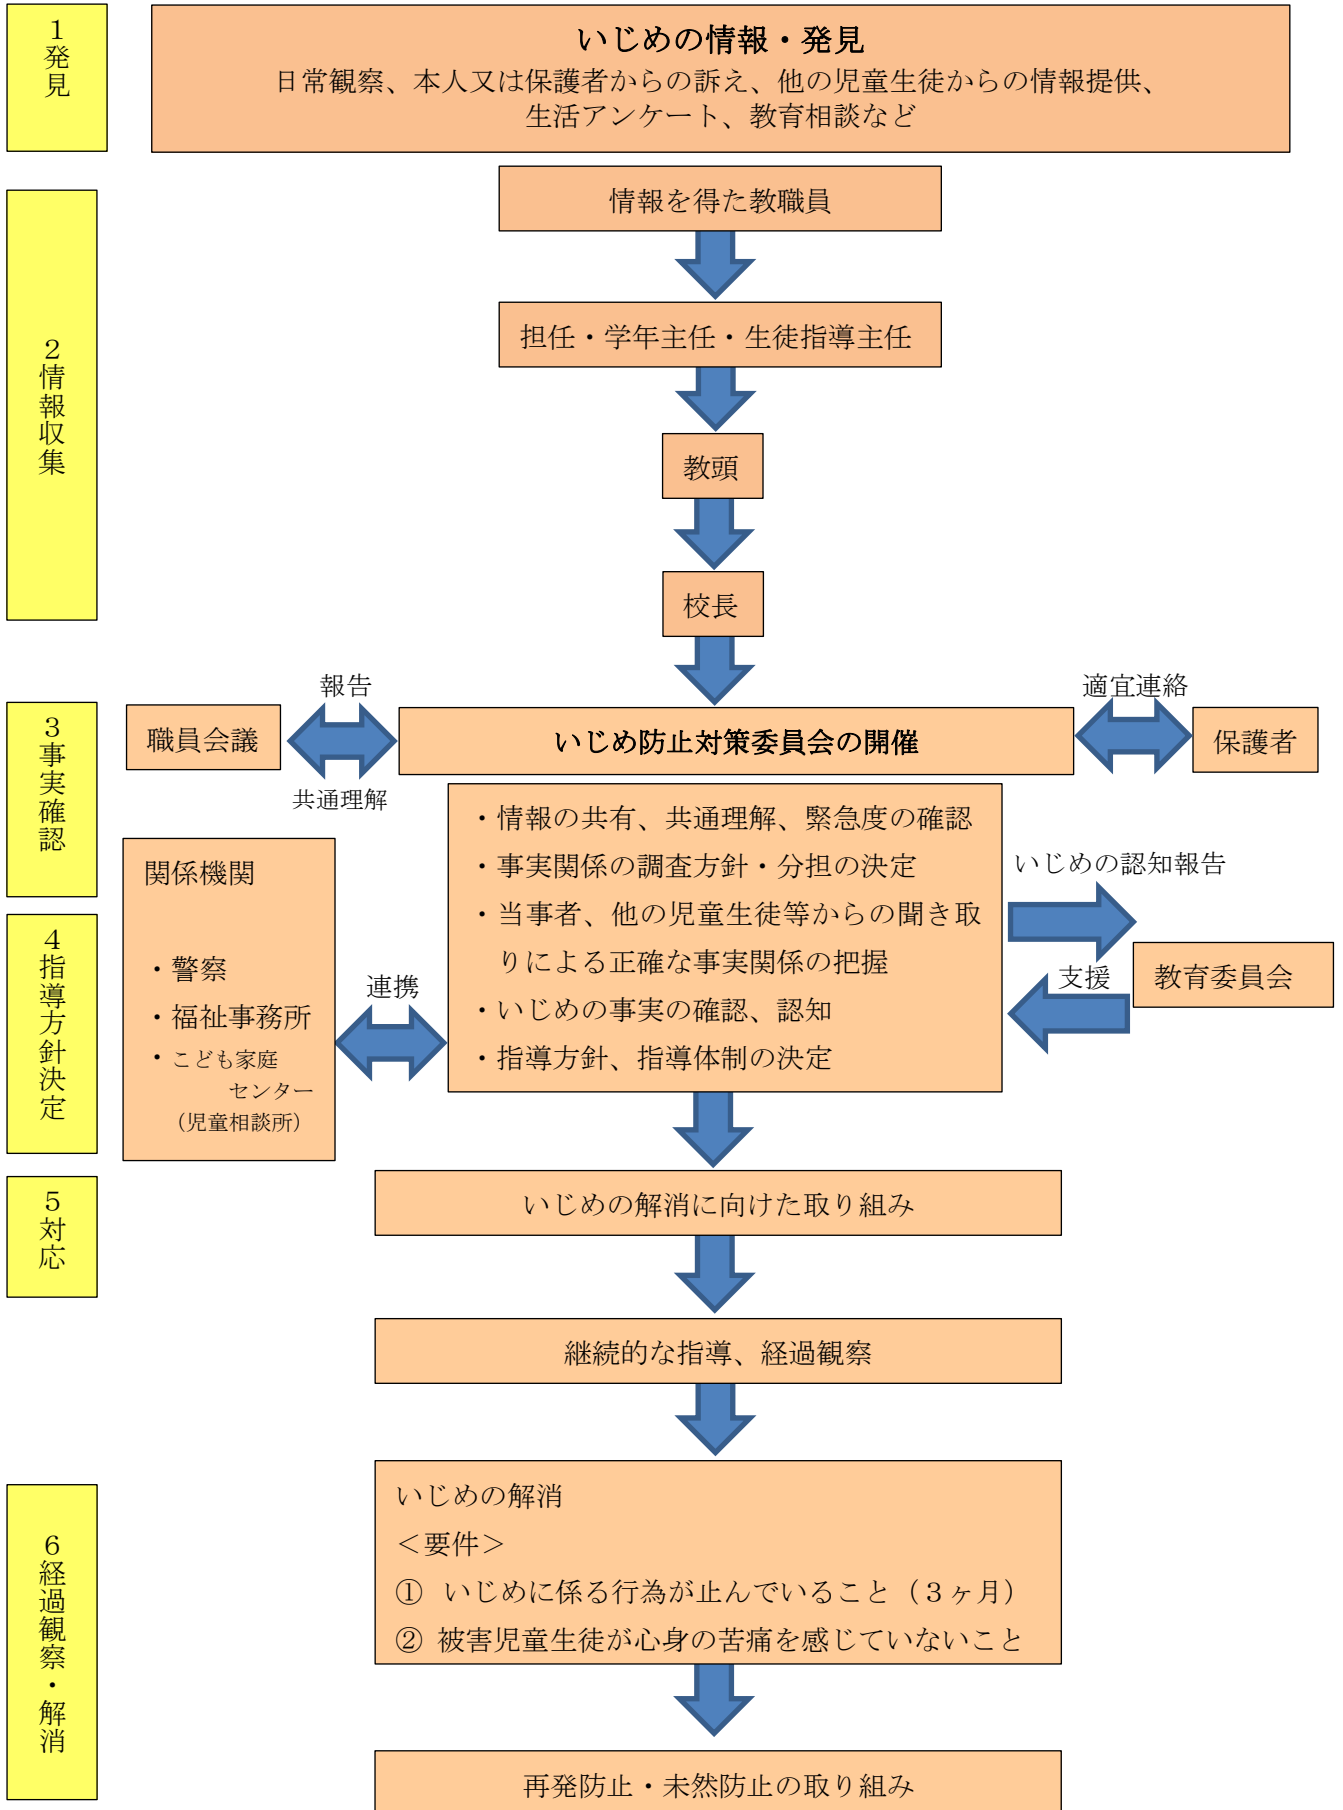 １発見
いじめの情報・発見
日常観察、本人又は保護者からの訴え、他の児童生徒からの情報提供、
生活アンケート、教育相談など
２情報収集
情報を得た教職員
担任・学年主任・生徒指導主任
教頭
校長
３事実確認
報告
職員会議
共通理解
いじめ防止対策委員会の開催
適宜連絡
保護者
・情報の共有、共通理解、緊急度の確認
・事実関係の調査方針・分担の決定
・当事者、他の児童生徒等からの聞き取
りによる正確な事実関係の把握
・いじめの事実の確認、認知
・指導方針、指導体制の決定
関係機関
・警察
・福祉事務所
・こども家庭
センター
（児童相談所）
連携
いじめの認知報告
支援
教育委員会
４指導方針決定
５対応
いじめの解消に向けた取り組み
継続的な指導、経過観察
６経過観察・解消
いじめの解消
＜要件＞
① いじめに係る行為が止んでいること（３ヶ月）
② 被害児童生徒が心身の苦痛を感じていないこと
再発防止・未然防止の取り組み